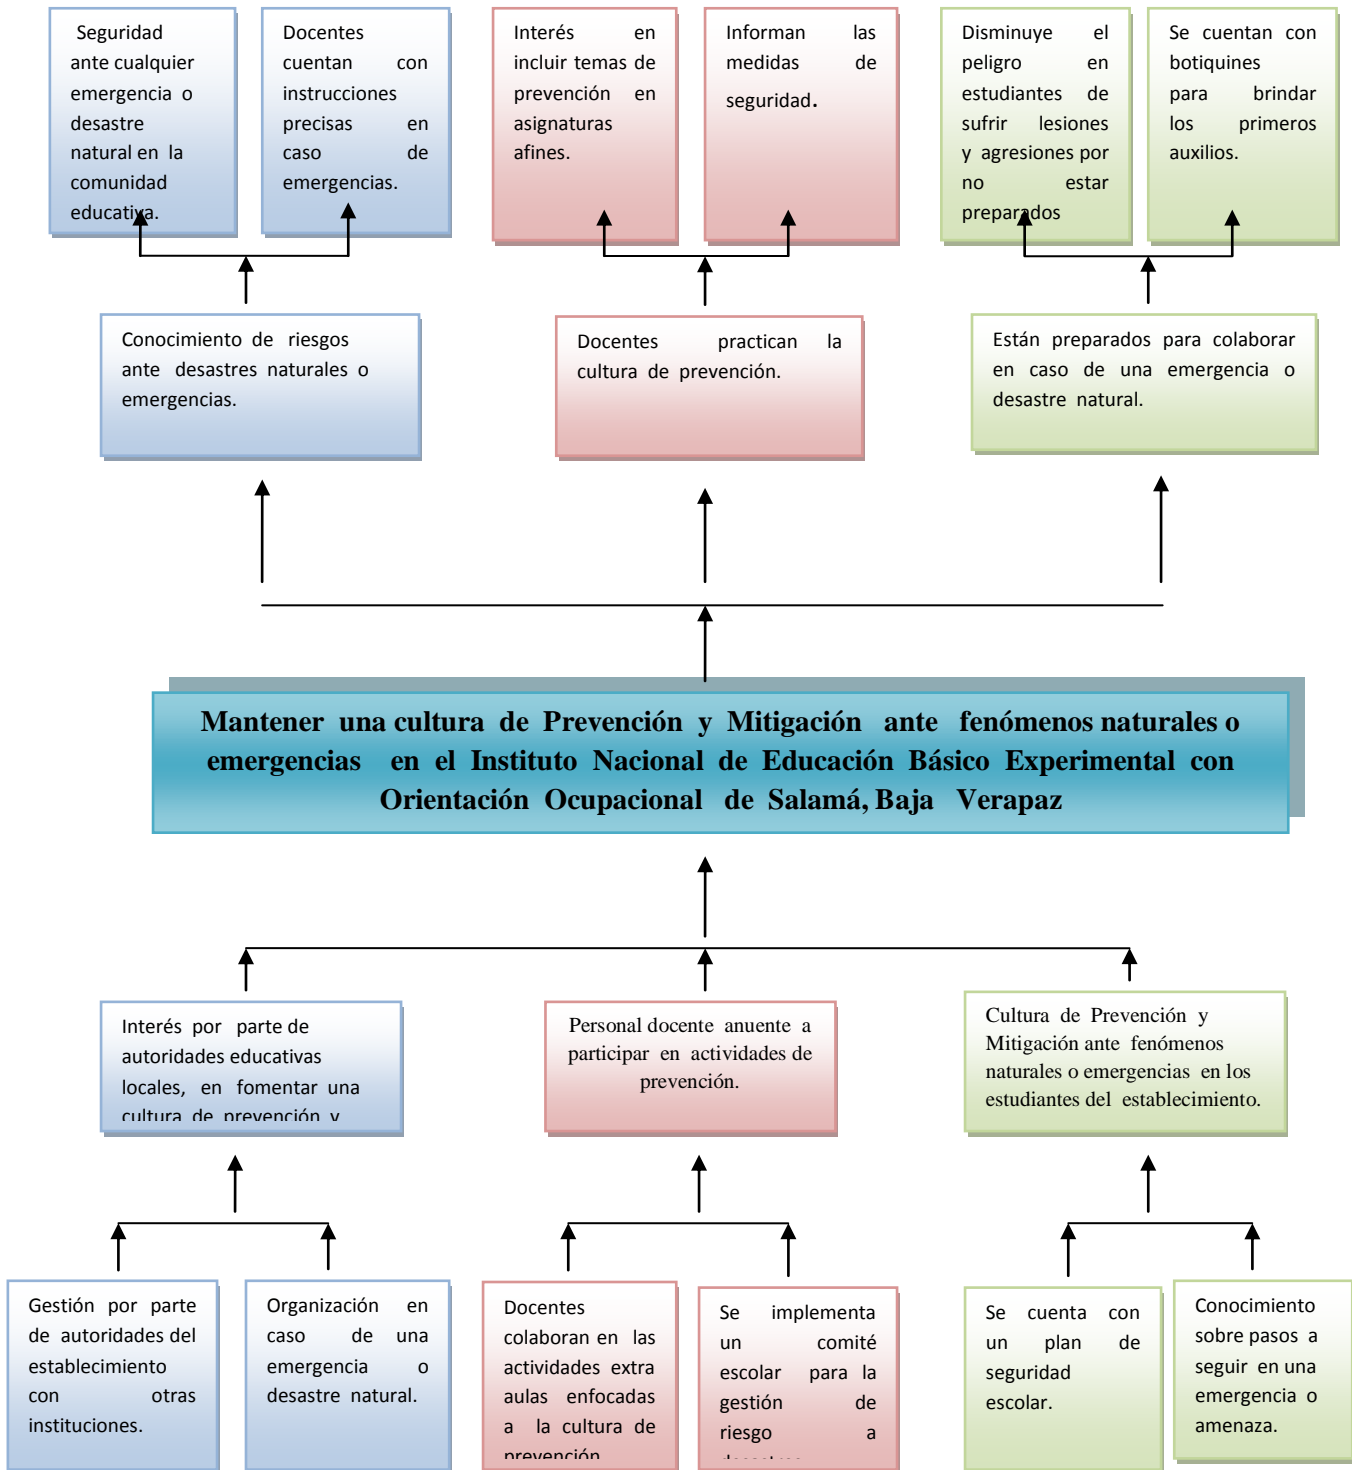 Seguridad
ante cualquier
emergencia o
desastre
natural en la
comunidad
educativa.
Docentes
cuentan con
instrucciones
precisas en
caso de
emergencias.
Interés en
incluir temas de
prevención en
asignaturas
afines.
Informan las
medidas de
seguridad.
Disminuye el
peligro en
estudiantes de
sufrir lesiones
y agresiones por
no estar
preparados
Se cuentan con
botiquines
para brindar
los primeros
auxilios.
Conocimiento de riesgos
ante desastres naturales o
emergencias.
Docentes practican la
cultura de prevención.
Están preparados para colaborar
en caso de una emergencia o
desastre natural.
Mantener una cultura de Prevención y Mitigación ante fenómenos naturales o
emergencias en el Instituto Nacional de Educación Básico Experimental con
Orientación Ocupacional de Salamá, Baja Verapaz
Interés por parte de
autoridades educativas
locales, en fomentar una
cultura de prevención y
Personal docente anuente a
participar en actividades de
prevención.
Cultura de Prevención y
Mitigación ante fenómenos
naturales o emergencias en los
estudiantes del establecimiento.
Gestión por parte
de autoridades del
establecimiento
con otras
instituciones.
Organización en
caso de una
emergencia o
desastre natural.
Docentes
colaboran en las
actividades extra
aulas enfocadas
a la cultura de
prevención
Se implementa
un comité
escolar para la
gestión de
riesgo a
Se cuenta con
un plan de
seguridad
escolar.
Conocimiento
sobre pasos a
seguir en una
emergencia o
amenaza.